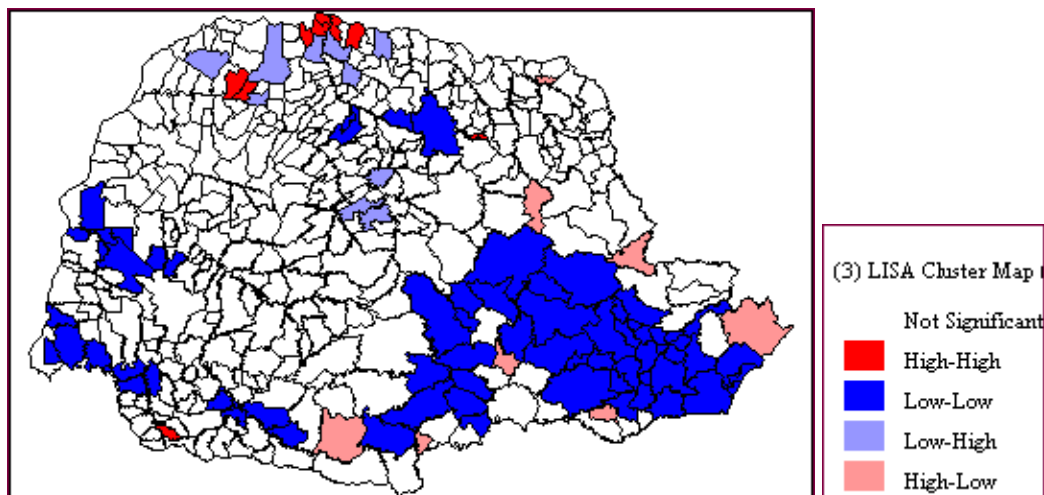 (3) LISA Cluster Map
Not Significant
High-High
Low-Low
Low-High
High-Low